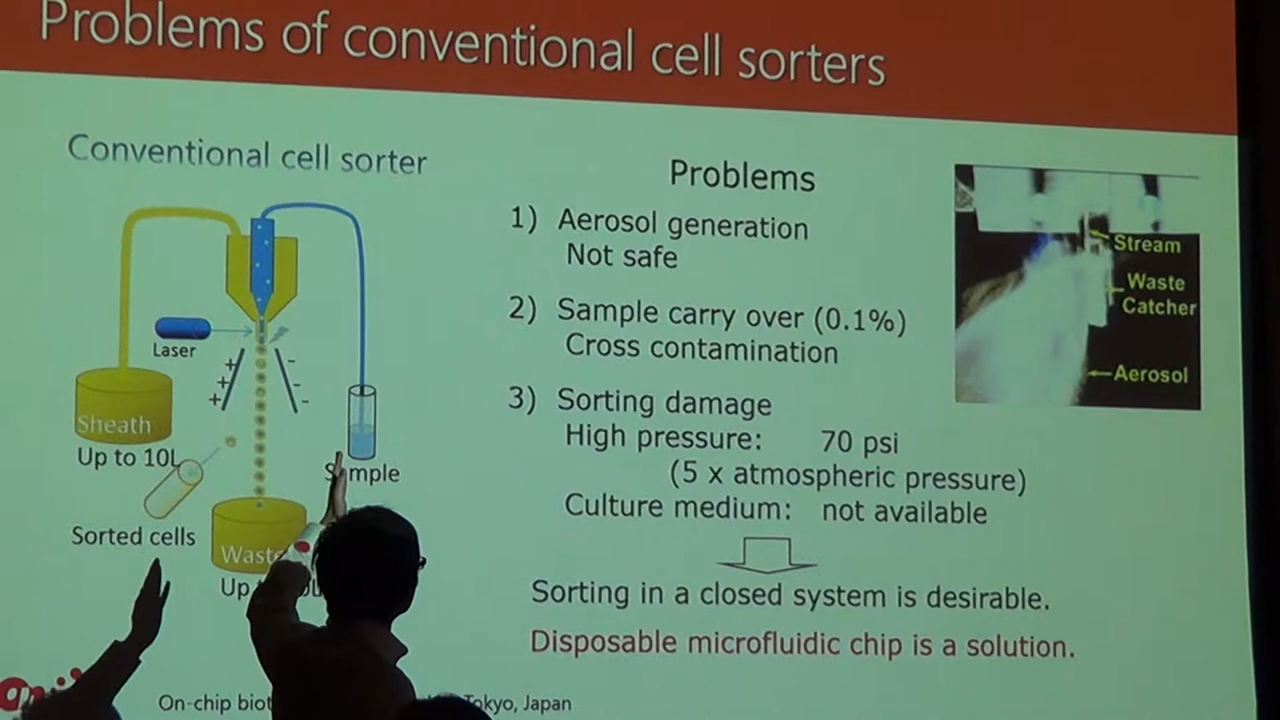 Problems of conventional cell sorters
Conventional cell sorter
Laser
+
+
+
-
-
-
Sheath
Up to 10L
Sample
Sorted cells
Waste
Up
Problems
1) Aerosol generation
Not safe
2) Sample carry over (0.1%)
Cross contamination
3) Sorting damage
High pressure: 70 psi
(5 x atmospheric pressure)
Culture medium: not available
Sorting in a closed system is desirable.
Disposable microfluidic chip is a solution.
Stream
Waste
Catcher
Aerosol
On-chip
Tokyo, Japan